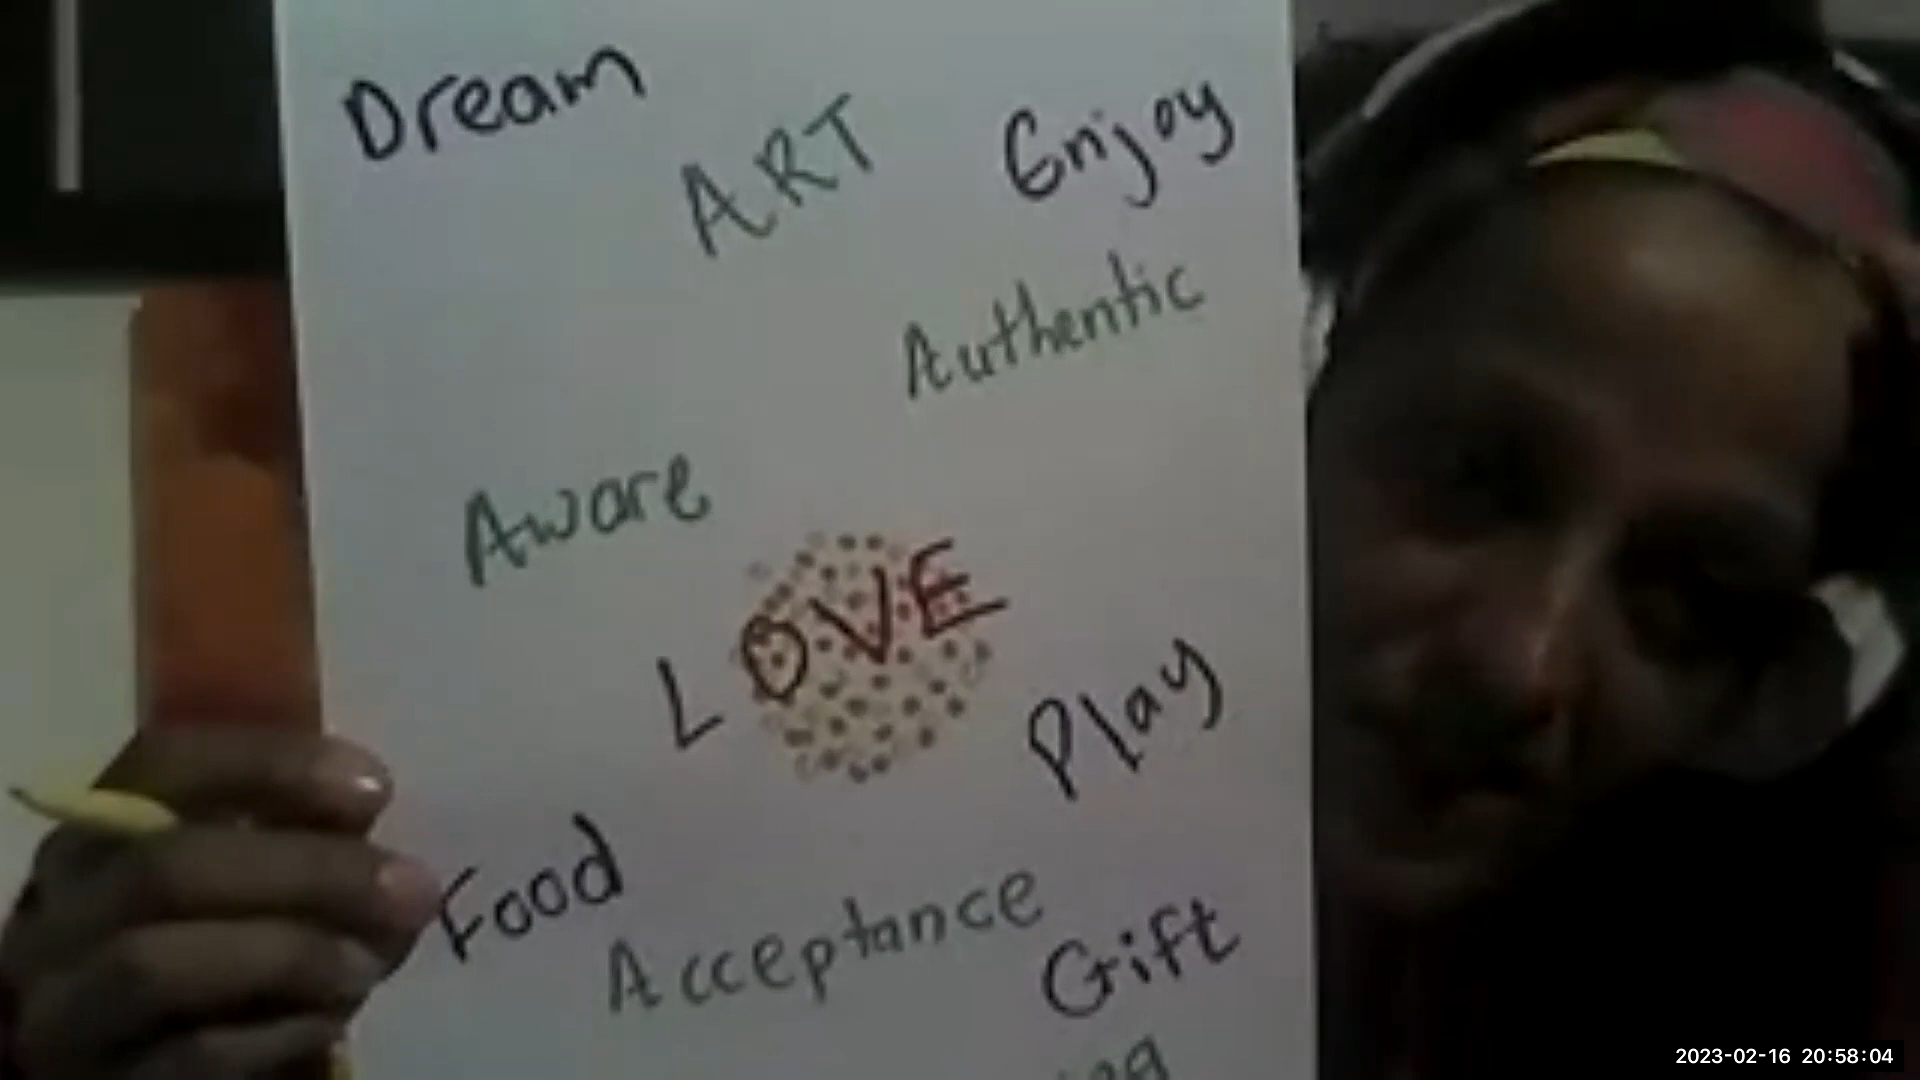 Dream
ART
Enjoy
Authentic
Aware
LOVE
Play
Food
Acceptance
Gift
2023-02-16 20:58:04